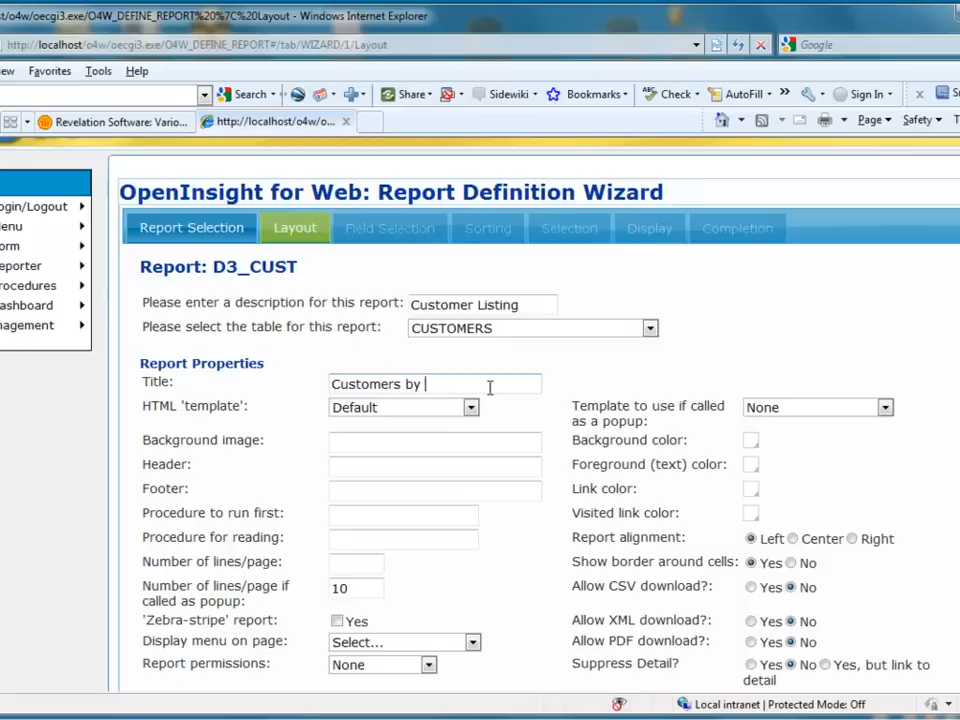 st/o4w/oecgi3.exe/O4W_DEFINE_REPORT%20%7C%20Layout - Windows Internet Explorer
http://localhost/o4w/oecgi3.exe/O4W_DEFINE_REPORT#/tab/WIZARD/1/Layout
Google
ew Favorites Tools Help
Search Share Sidewiki Bookmarks Check AutoFill Sign In
Revelation Software: Vario... http://localhost/o4w/o... Page Safety
OpenInsight for Web: Report Definition Wizard
ogin/Logout
enu
orm
eporter
rocedures
ashboard
nagement
Report Selection Layout Field Selection Sorting Selection Display Completion
Report: D3_CUST
Please enter a description for this report: Customer Listing
Please select the table for this report: CUSTOMERS
Report Properties
Title: Customers by
HTML 'template': Default Template to use if called as a popup: None
Background image: Background color:
Header: Foreground (text) color:
Footer: Link color:
Procedure to run first: Visited link color:
Procedure for reading: Report alignment: Left Center Right
Number of lines/page: Show border around cells: Yes No
Number of lines/page if called as popup: 10 Allow CSV download?: Yes No
'Zebra-stripe' report: Yes Allow XML download?: Yes No
Display menu on page: Select... Allow PDF download?: Yes No
Report permissions: None Suppress Detail? Yes No Yes, but link to detail
Local intranet | Protected Mode: Off